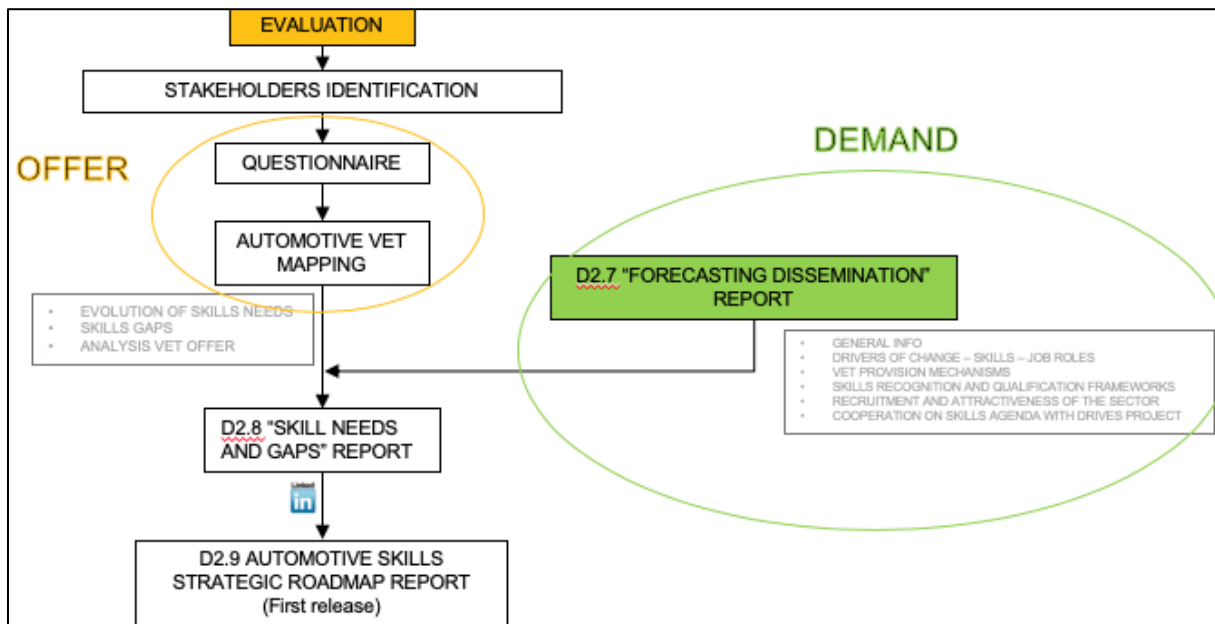 EVALUATION
STAKEHOLDERS IDENTIFICATION
OFFER
QUESTIONNAIRE
AUTOMOTIVE VET
MAPPING
• EVOLUTION OF SKILLS NEEDS
• SKILLS GAPS
• ANALYSIS VET OFFER
DEMAND
D2.7 “FORECASTING DISSEMINATION”
REPORT
• GENERAL INFO
• DRIVERS OF CHANGE – SKILLS – JOB ROLES
• VET PROVISION MECHANISMS
• SKILLS RECOGNITION AND QUALIFICATION FRAMEWORKS
• RECRUITMENT AND ATTRACTIVENESS OF THE SECTOR
• COOPERATION ON SKILLS AGENDA WITH DRIVES PROJECT
D2.8 “SKILL NEEDS
AND GAPS” REPORT
Linked
in
D2.9 AUTOMOTIVE SKILLS
STRATEGIC ROADMAP REPORT
(First release)